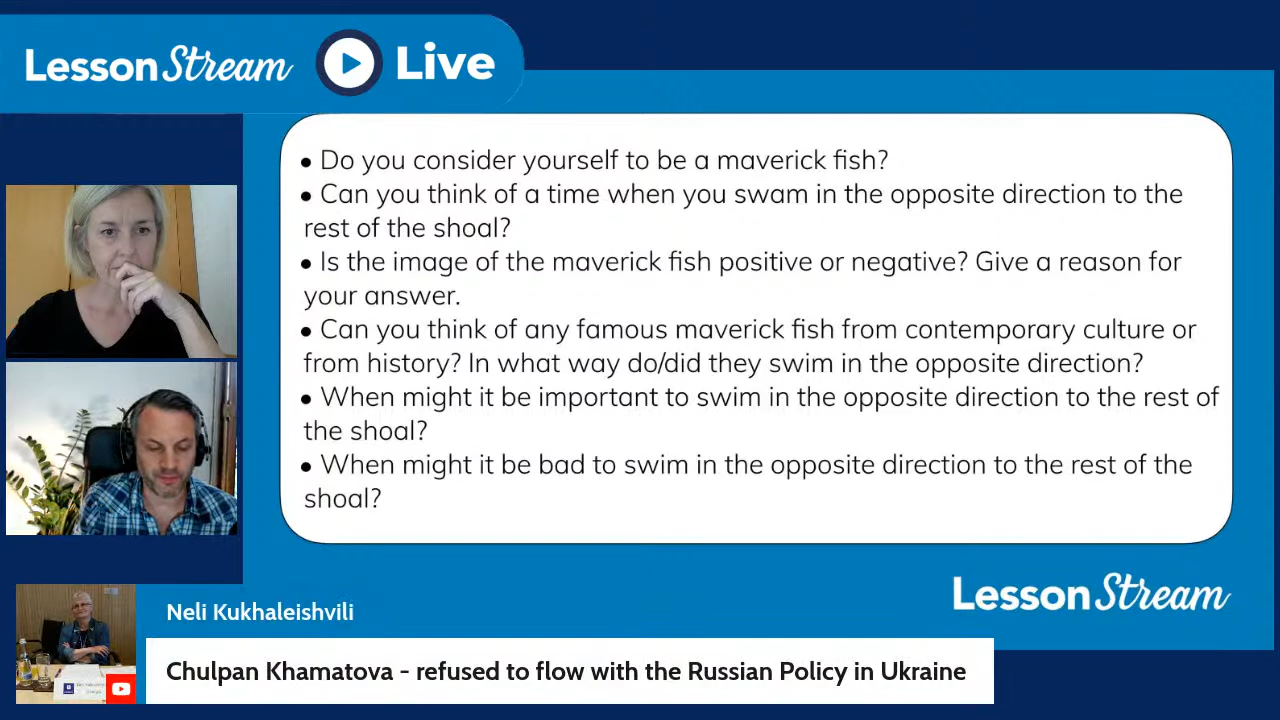 LessonStream Live
• Do you consider yourself to be a maverick fish?
• Can you think of a time when you swam in the opposite direction to the
rest of the shoal?
• Is the image of the maverick fish positive or negative? Give a reason for
your answer.
• Can you think of any famous maverick fish from contemporary culture or
from history? In what way do/did they swim in the opposite direction?
• When might it be important to swim in the opposite direction to the rest of
the shoal?
• When might it be bad to swim in the opposite direction to the rest of the
shoal?
LessonStream
Neli Kukhaleishvili
Chulpan Khamatova - refused to flow with the Russian Policy in Ukraine